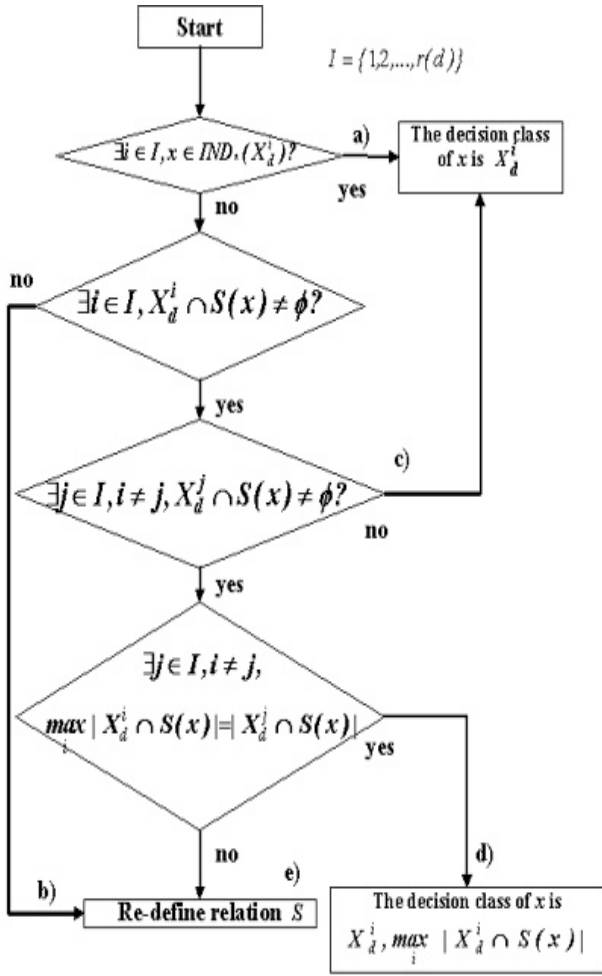 Start
I = {1,2,...,r(d)}
∃i ∈ I, x ∈ IND*(X_d^i)?
a)
yes
The decision class
of x is X_d^i
no
no
∃i ∈ I, X_d^i ∩ S(x) ≠ ϕ?
yes
c)
∃j ∈ I, i ≠ j, X_d^j ∩ S(x) ≠ ϕ?
no
yes
∃j ∈ I, i ≠ j,
max_i | X_d^i ∩ S(x)|=| X_d^j ∩ S(x)|
yes
no
e)
d)
b)
Re-define relation S
The decision class of x is
X_d^i, max_i | X_d^i ∩ S(x)|